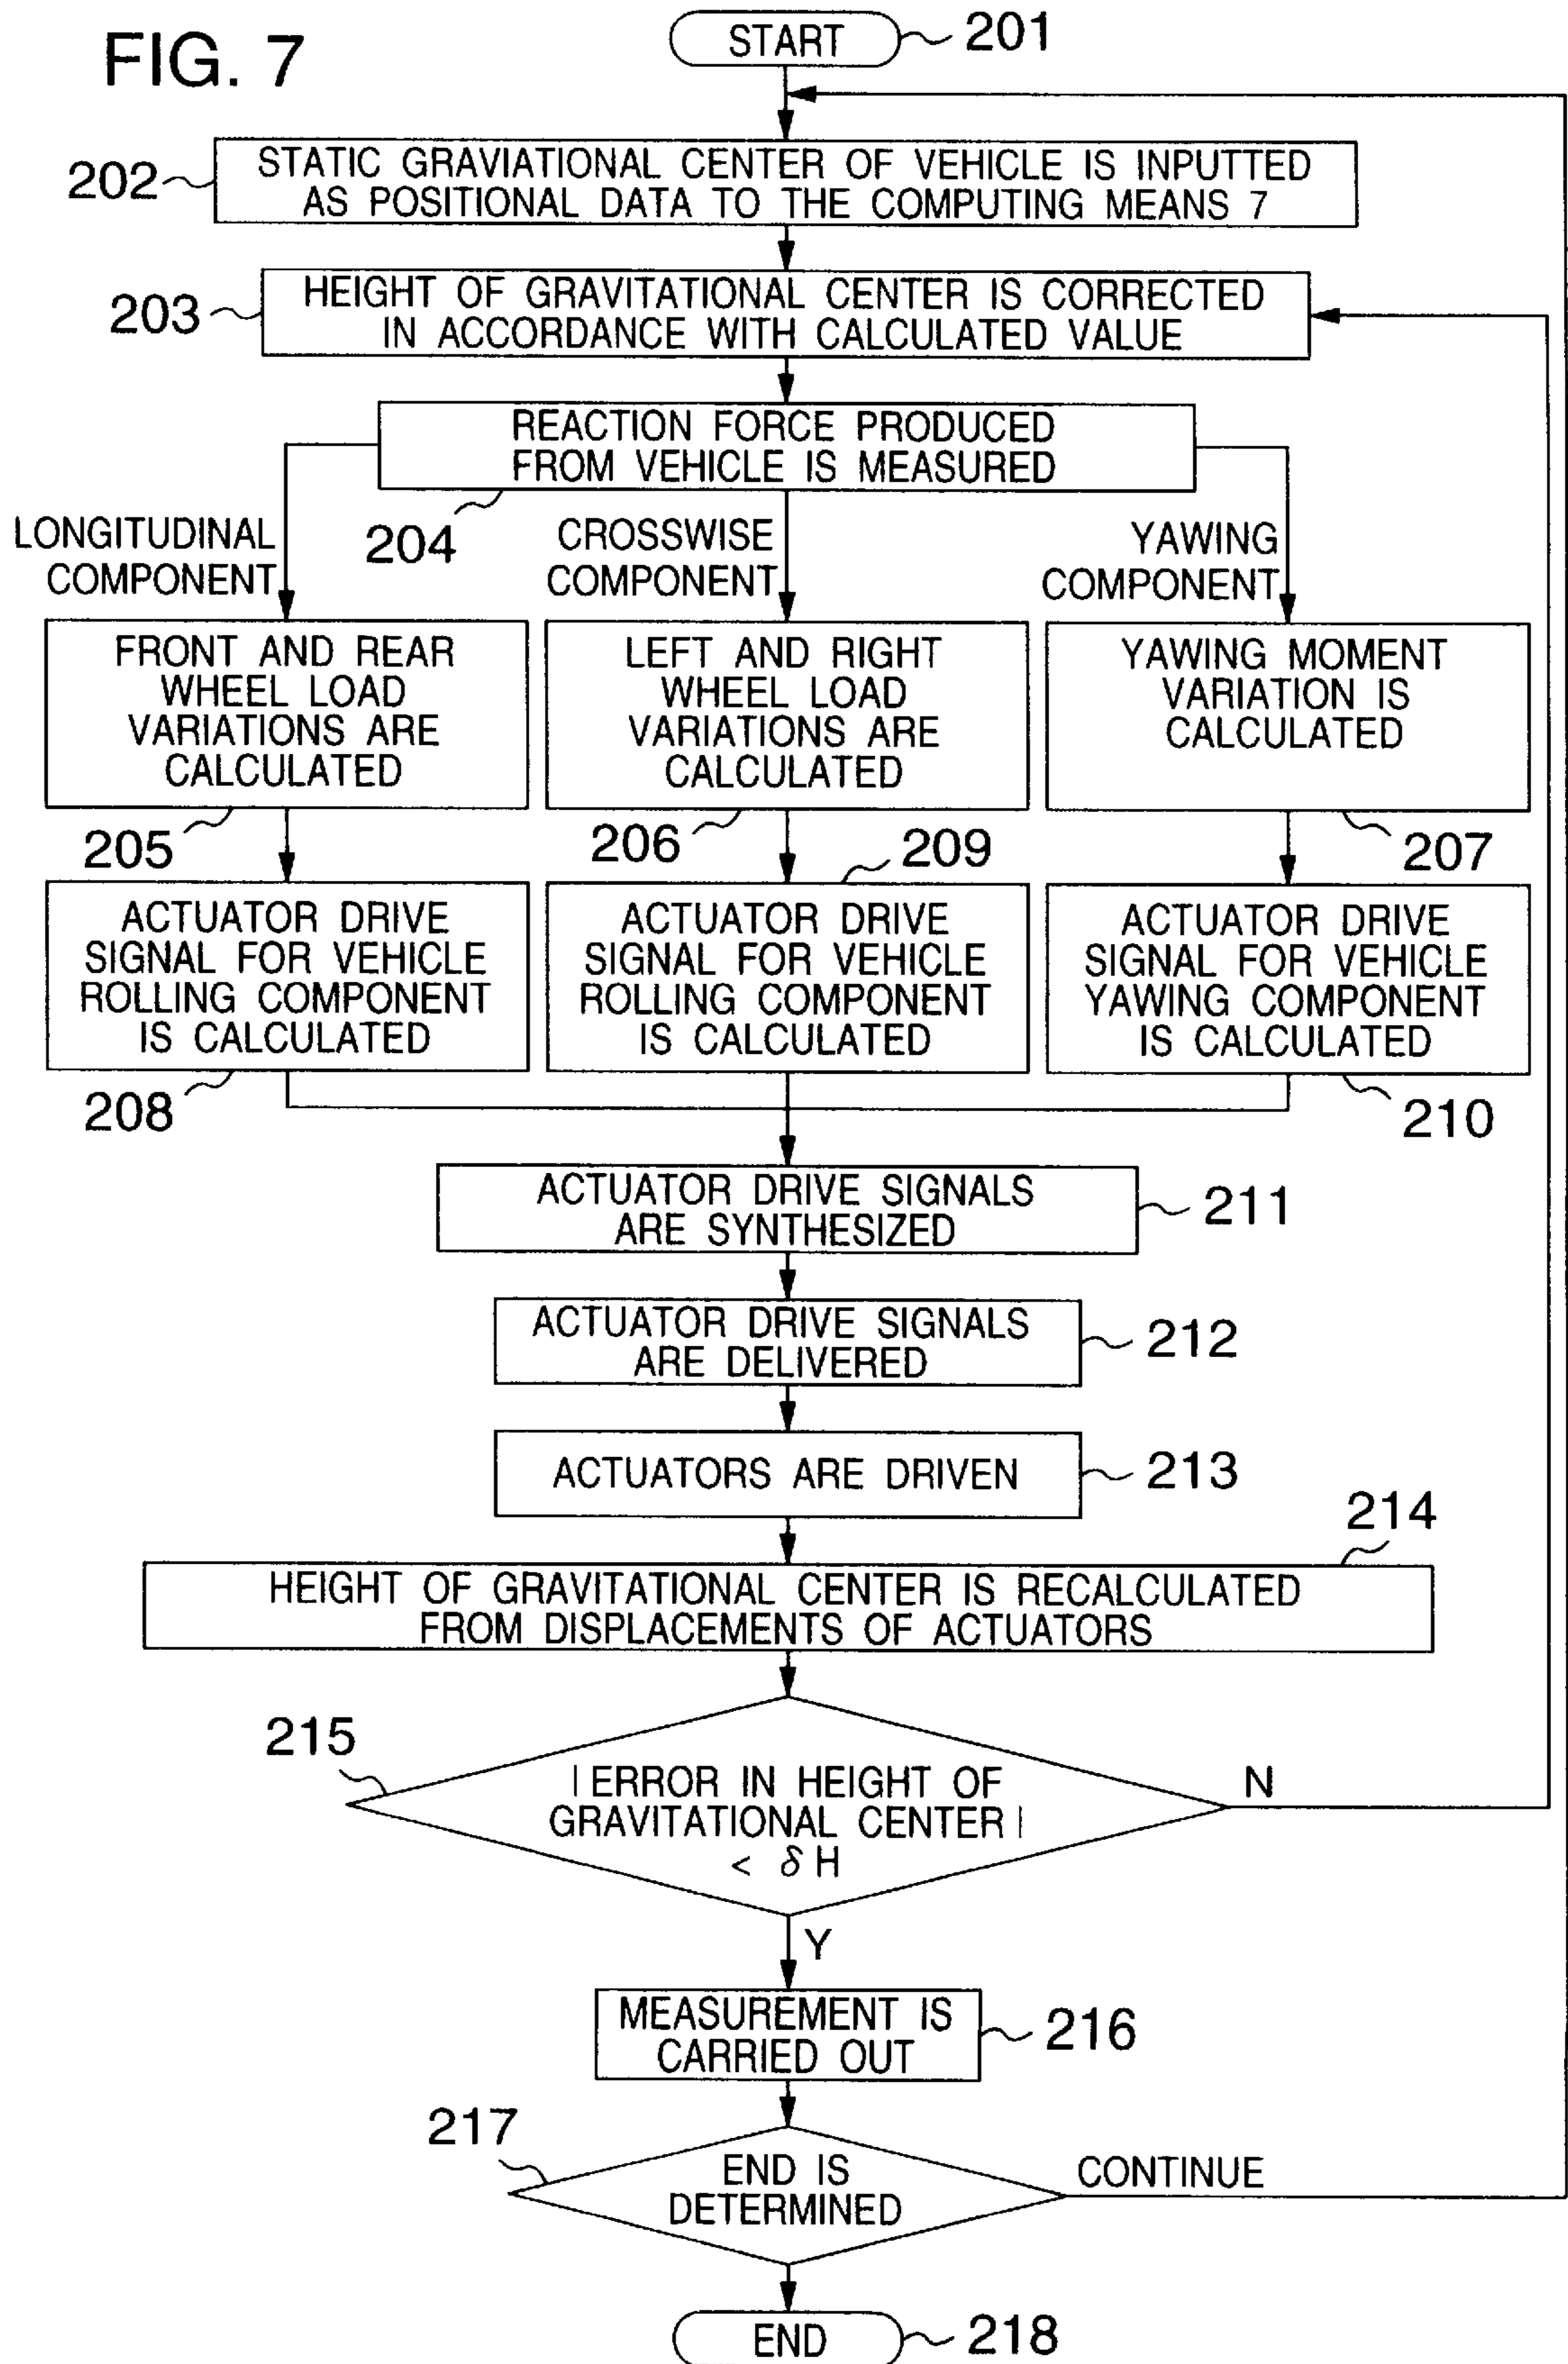 FIG. 7
START
201
202
STATIC GRAVIATIONAL CENTER OF VEHICLE IS INPUTTED
AS POSITIONAL DATA TO THE COMPUTING MEANS 7
203
HEIGHT OF GRAVITATIONAL CENTER IS CORRECTED
IN ACCORDANCE WITH CALCULATED VALUE
REACTION FORCE PRODUCED
FROM VEHICLE IS MEASURED
204
LONGITUDINAL
COMPONENT
CROSSWISE
COMPONENT
YAWING
COMPONENT
FRONT AND REAR
WHEEL LOAD
VARIATIONS ARE
CALCULATED
205
LEFT AND RIGHT
WHEEL LOAD
VARIATIONS ARE
CALCULATED
206
YAWING MOMENT
VARIATION IS
CALCULATED
207
ACTUATOR DRIVE
SIGNAL FOR VEHICLE
ROLLING COMPONENT
IS CALCULATED
208
209
ACTUATOR DRIVE
SIGNAL FOR VEHICLE
ROLLING COMPONENT
IS CALCULATED
ACTUATOR DRIVE
SIGNAL FOR VEHICLE
YAWING COMPONENT
IS CALCULATED
210
ACTUATOR DRIVE SIGNALS
ARE SYNTHESIZED
211
ACTUATOR DRIVE SIGNALS
ARE DELIVERED
212
ACTUATORS ARE DRIVEN
213
214
HEIGHT OF GRAVITATIONAL CENTER IS RECALCULATED
FROM DISPLACEMENTS OF ACTUATORS
215
| ERROR IN HEIGHT OF
GRAVITATIONAL CENTER |
< δ H
N
Y
MEASUREMENT IS
CARRIED OUT
216
217
END IS
DETERMINED
CONTINUE
END
218